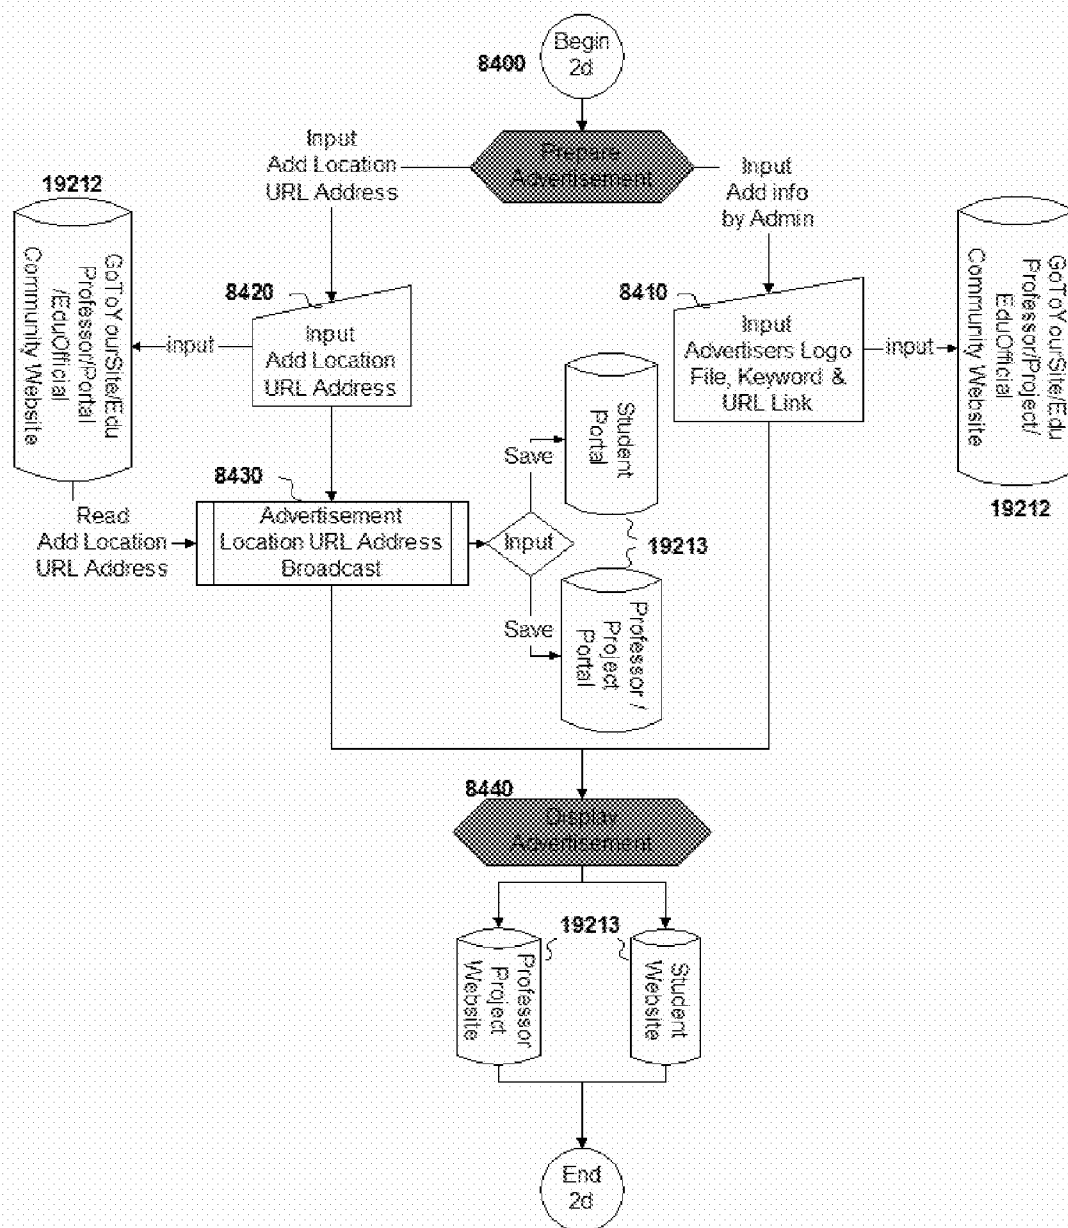 Begin
2d
8400
Prepare
Advertisement
Input
Add Location
URL Address
Input
Add info
by Admin
19212
GoToYourSite/Edu
Professor/Portal
/EduOfficial
Community Website
8420
Input
Add Location
URL Address
input
8410
Input
Advertisers Logo
File, Keyword &
URL Link
input
GoToYourSite/Edu
Professor/Project/
EduOfficial
Community Website
19212
Read
Add Location
URL Address
8430
Advertisement
Location URL Address
Broadcast
Input
Save
Student
Portal
19213
Save
Professor /
Project
Portal
8440
Display
Advertisement
19213
Professor
Project
Website
Student
Website
End
2d